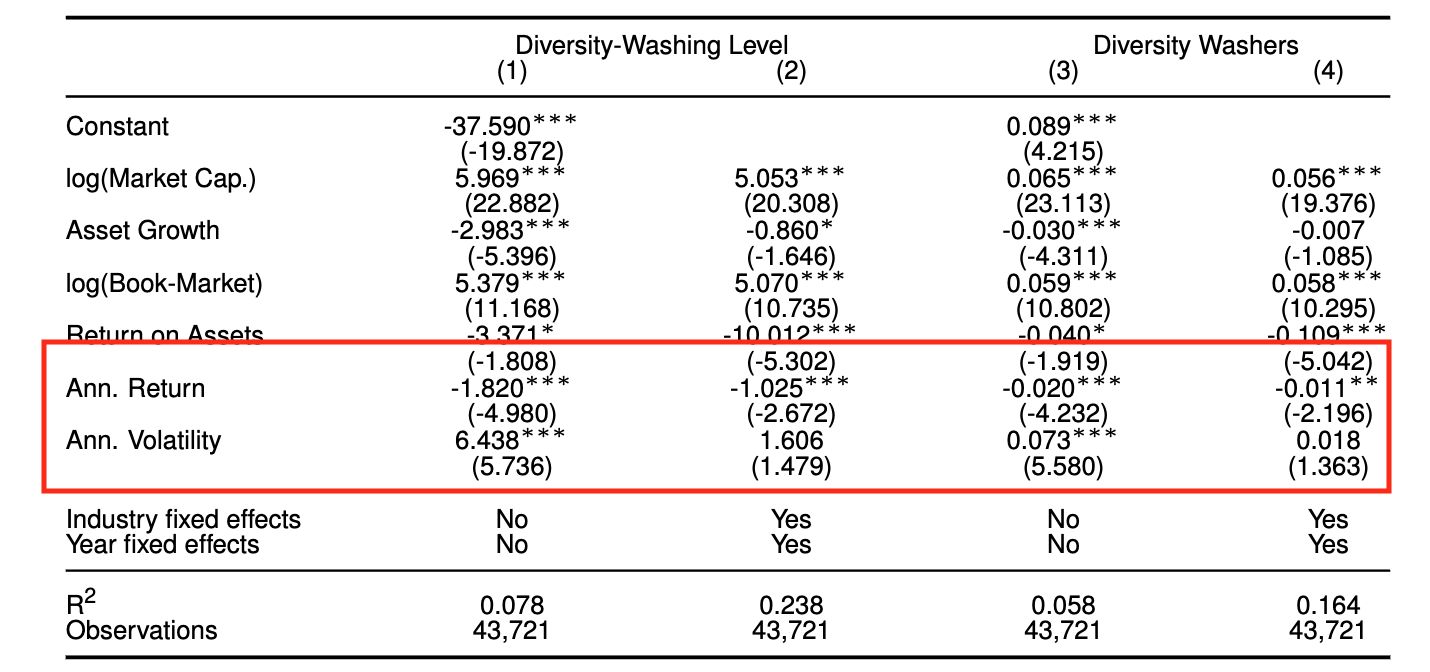 Diversity-Washing Level Diversity Washers
(1) (2) (3) (4)
Constant -37.590*** 0.089***
(-19.872) (4.215)
log(Market Cap.) 5.969*** 5.053*** 0.065*** 0.056***
(22.882) (20.308) (23.113) (19.376)
Asset Growth -2.983*** -0.860* -0.030*** -0.007
(-5.396) (-1.646) (-4.311) (-1.085)
log(Book-Market) 5.379*** 5.070*** 0.059*** 0.058***
(11.168) (10.735) (10.802) (10.295)
Return on Assets -3.371* -10.012*** -0.040* -0.109***
(-1.808) (-5.302) (-1.919) (-5.042)
Ann. Return -1.820*** -1.025*** -0.020*** -0.011**
(-4.980) (-2.672) (-4.232) (-2.196)
Ann. Volatility 6.438*** 1.606 0.073*** 0.018
(5.736) (1.479) (5.580) (1.363)
Industry fixed effects No Yes No Yes
Year fixed effects No Yes No Yes
R² 0.078 0.238 0.058 0.164
Observations 43,721 43,721 43,721 43,721